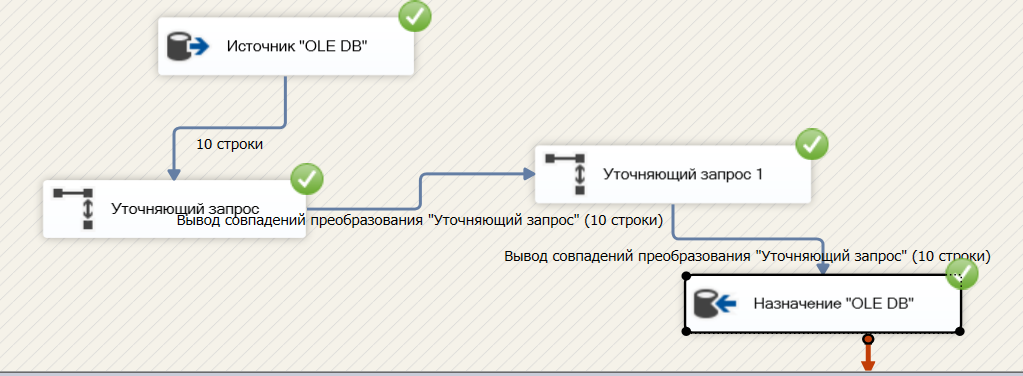 Источник "OLE DB"
10 строки
Уточняющий запрос 1
Уточняющий запрос
Вывод совпадений преобразования "Уточняющий запрос" (10 строки)
Вывод совпадений преобразования "Уточняющий запрос" (10 строки)
Назначение "OLE DB"